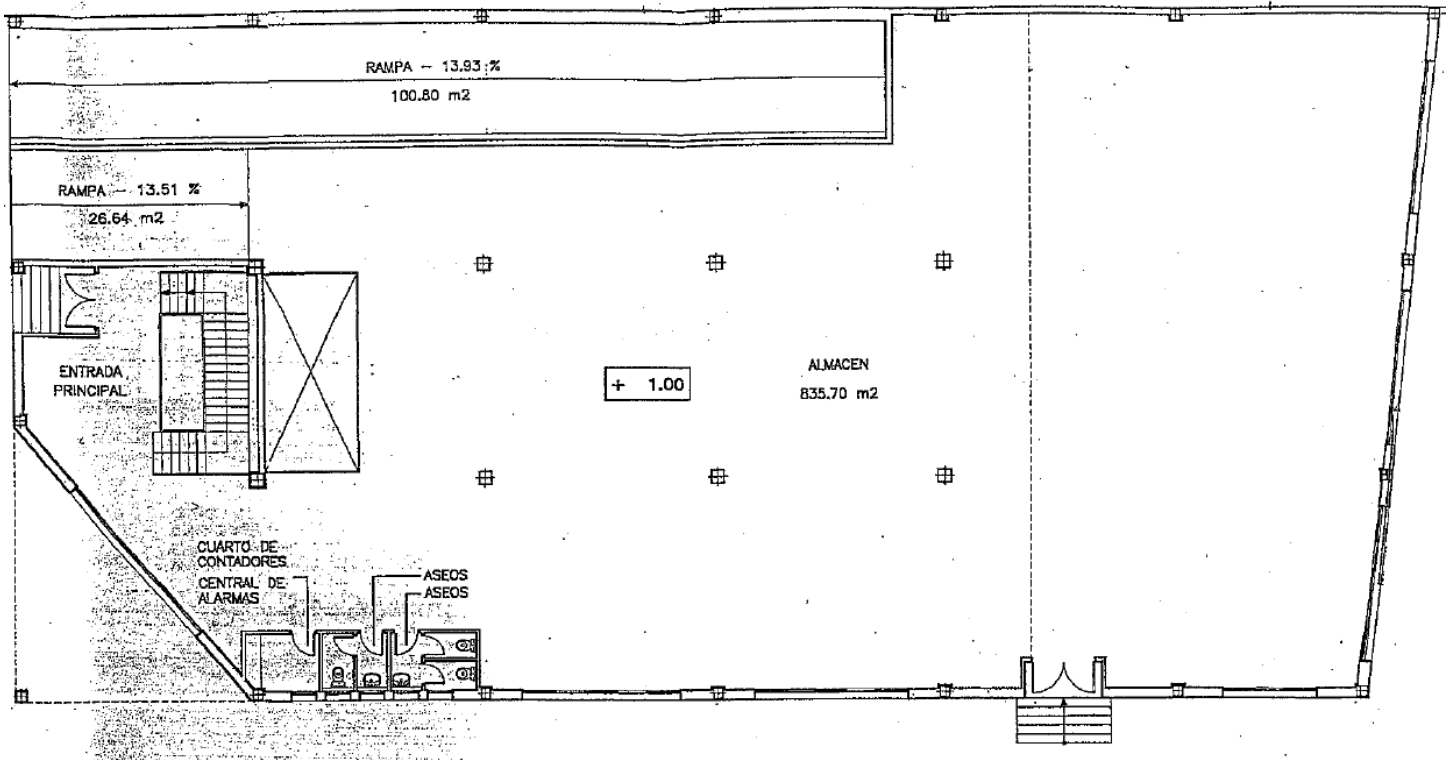 RAMPA - 13.93 %
100.80 m2
RAMPA - 13.51 %
26.64 m2
ENTRADA
PRINCIPAL
+ 1.00
ALMACEN
835.70 m2
CUARTO DE
CONTADORES
CENTRAL DE
ALARMAS
ASEOS
ASEOS